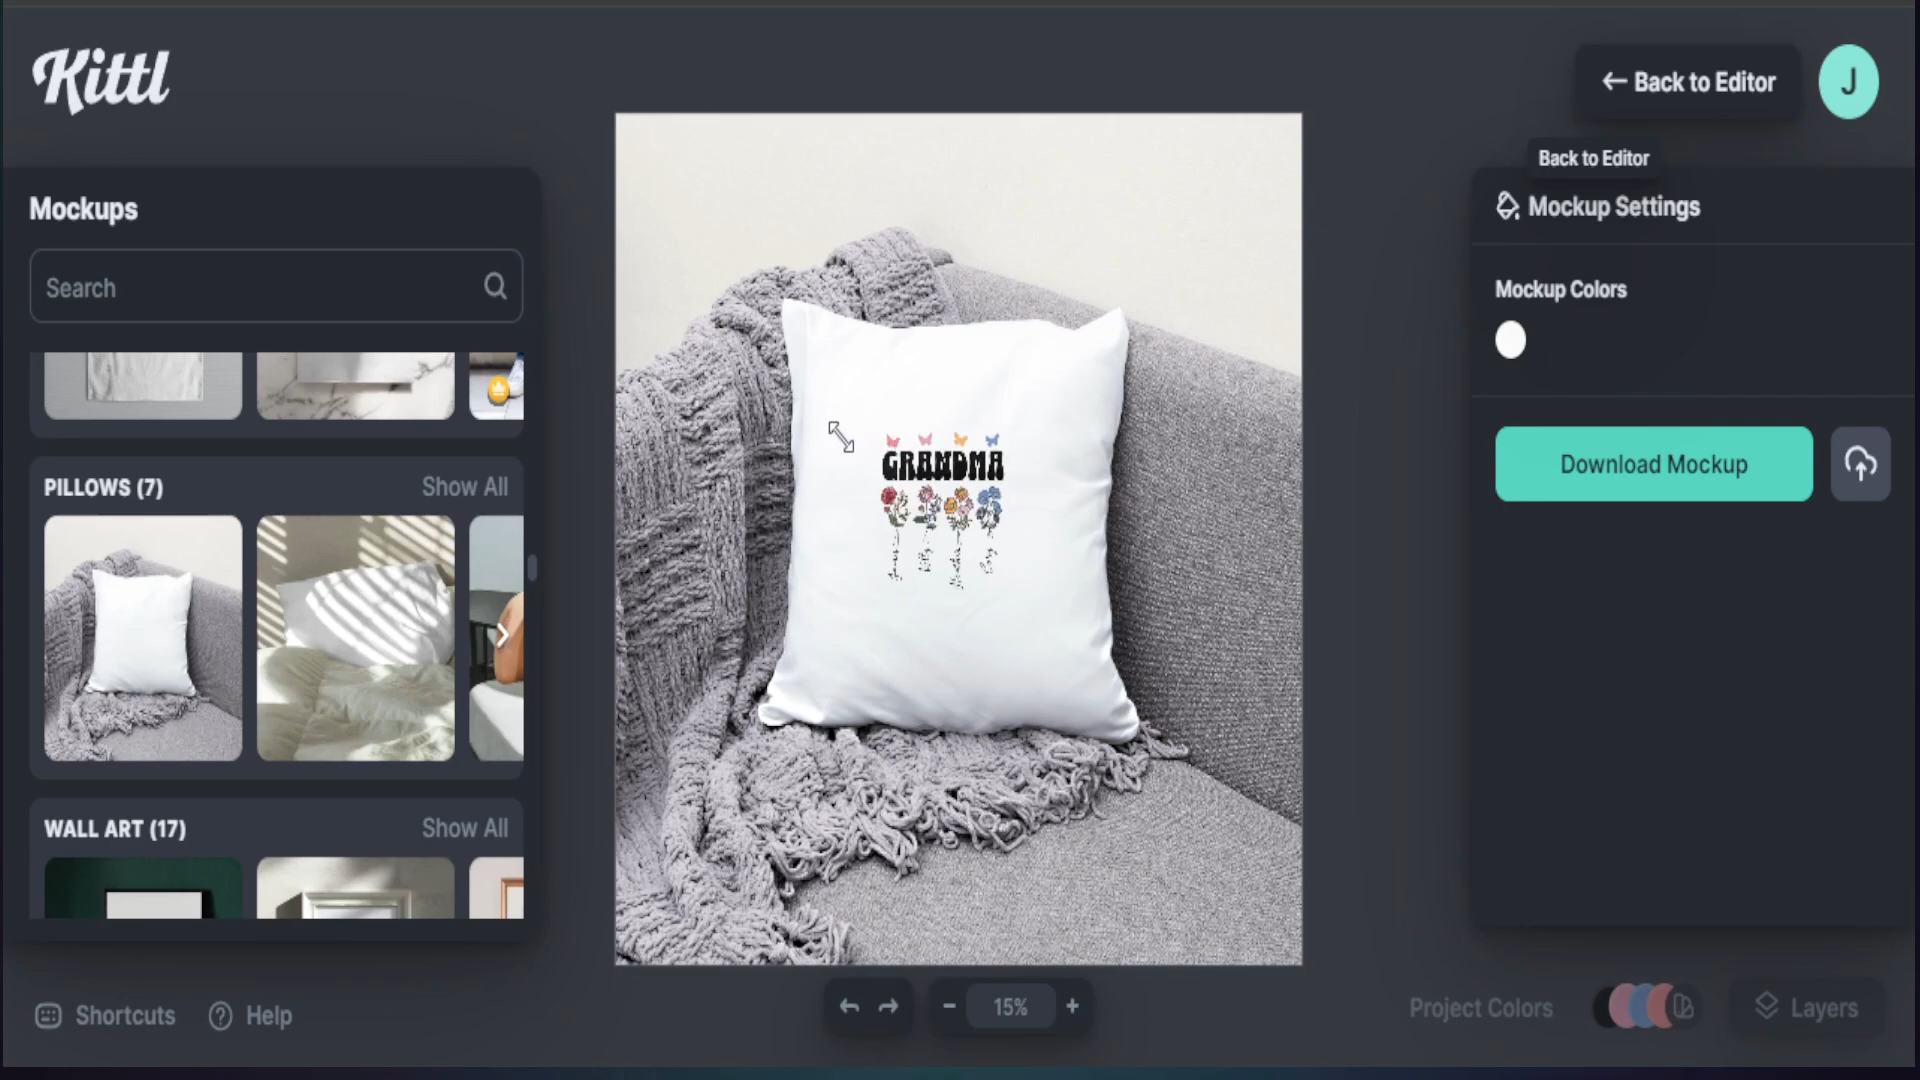 Kittl
← Back to Editor
J
Back to Editor
Mockups
Search
Mockup Settings
Mockup Colors
Download Mockup
PILLOWS (7)
Show All
GRANDMA
WALL ART (17)
Show All
Shortcuts
Help
15%
Project Colors
Layers